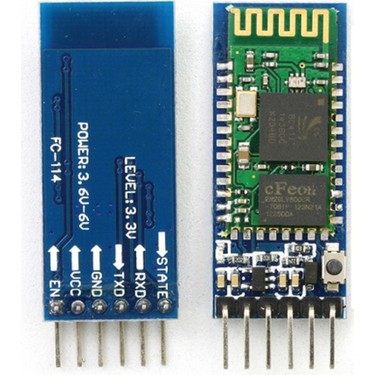 FC-114
POWER:3.6V-6V
LEVEL:3.3V
EN
VCC
GND
TXD
RXD
STATE
cFeon